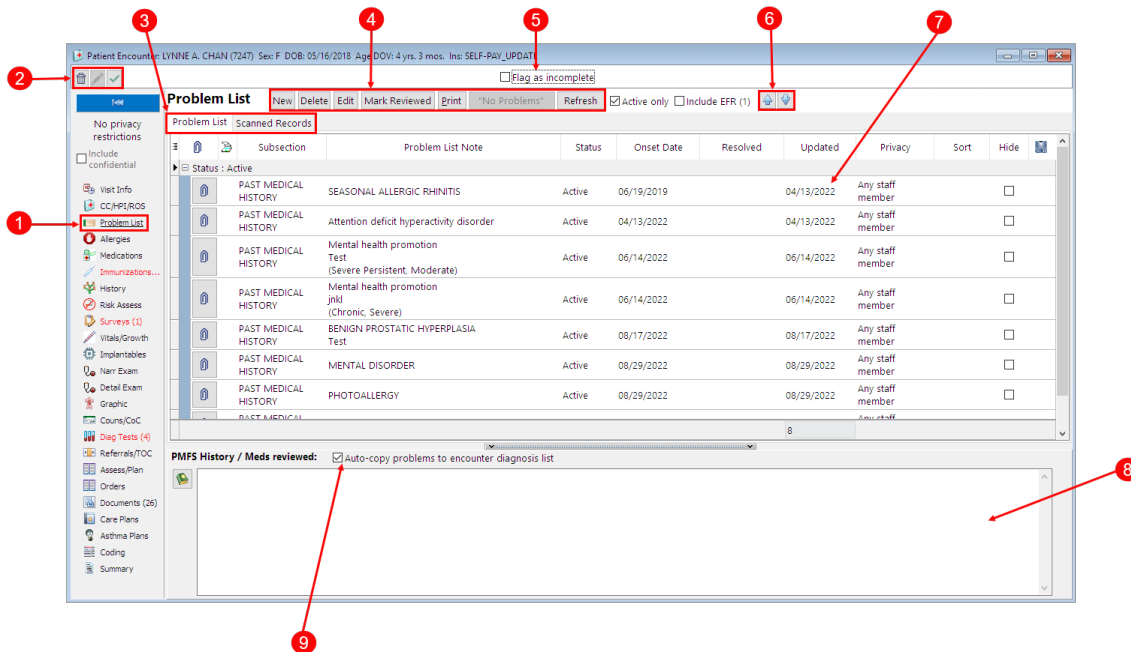 3
4
5
6
7
Patient Encounter: LYNNE A. CHAN (7247) Sex: F DOB: 05/16/2018 Age DOV: 4 yrs. 3 mos. Ins: SELF-PAY_UPDATE
2
Flag as incomplete
Problem List New Delete Edit Mark Reviewed Print "No Problems" Refresh Active only Include EFR (1)
No privacy restrictions
Include confidential
Problem List Scanned Records
Subsection Problem List Note Status Onset Date Resolved Updated Privacy Sort Hide
Status : Active
PAST MEDICAL HISTORY SEASONAL ALLERGIC RHINITIS Active 06/19/2019 04/13/2022 Any staff member
PAST MEDICAL HISTORY Attention deficit hyperactivity disorder Active 04/13/2022 04/13/2022 Any staff member
PAST MEDICAL HISTORY Mental health promotion
Test
(Severe Persistent, Moderate) Active 06/14/2022 06/14/2022 Any staff member
PAST MEDICAL HISTORY Mental health promotion
jnkl
(Chronic, Severe) Active 06/14/2022 06/14/2022 Any staff member
PAST MEDICAL HISTORY BENIGN PROSTATIC HYPERPLASIA
Test Active 08/17/2022 08/17/2022 Any staff member
PAST MEDICAL HISTORY MENTAL DISORDER Active 08/29/2022 08/29/2022 Any staff member
PAST MEDICAL HISTORY PHOTOALLERGY Active 08/29/2022 08/29/2022 Any staff member
PAST MEDICAL Any staff
8
1
Visit Info
CC/HPI/ROS
Problem List
Allergies
Medications
Immunizations...
History
Risk Assess
Surveys (1)
Vitals/Growth
Implantables
Narr Exam
Detail Exam
Graphic
Couns/CoC
Diag Tests (4)
Referrals/TOC
Assess/Plan
Orders
Documents (26)
Care Plans
Asthma Plans
Coding
Summary
PMFS History / Meds reviewed: Auto-copy problems to encounter diagnosis list
8
9